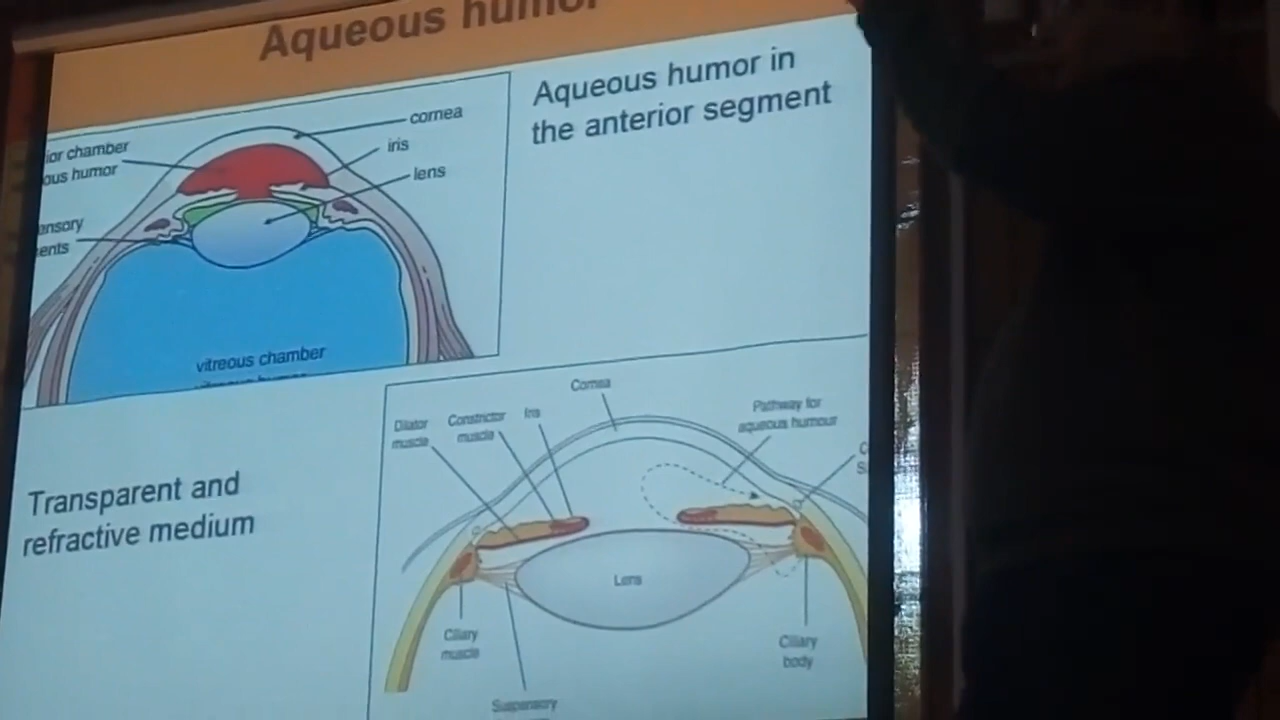 Aqueous humor
Aqueous humor in
the anterior segment
cornea
iris
lens
ior chamber
ous humor
ensory
ents
vitreous chamber
Transparent and
refractive medium
Cornea
Dilator
muscle
Constrictor
muscle
Iris
Pathway for
aqueous humour
Lens
Ciliary
muscle
Ciliary
body
Suspensory